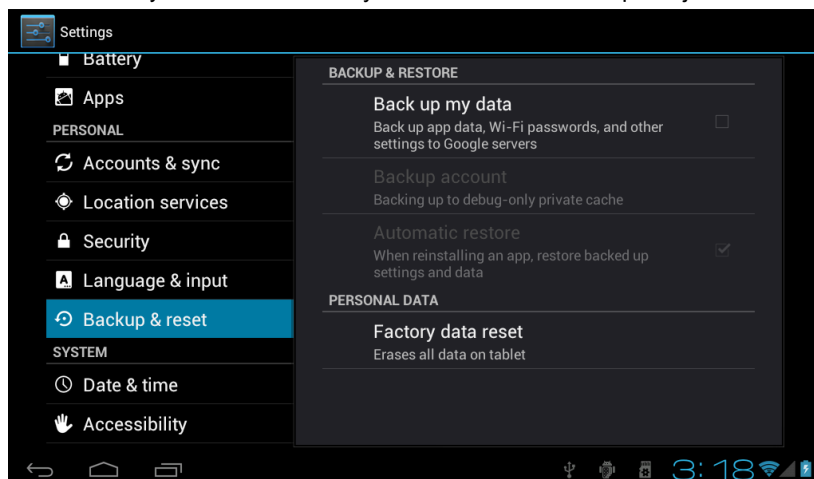 Settings
Battery
Apps
PERSONAL
Accounts & sync
Location services
Security
Language & input
Backup & reset
SYSTEM
Date & time
Accessibility
BACKUP & RESTORE
Back up my data
Back up app data, Wi-Fi passwords, and other
settings to Google servers
Backup account
Backing up to debug-only private cache
Automatic restore
When reinstalling an app, restore backed up
settings and data
PERSONAL DATA
Factory data reset
Erases all data on tablet
3:18